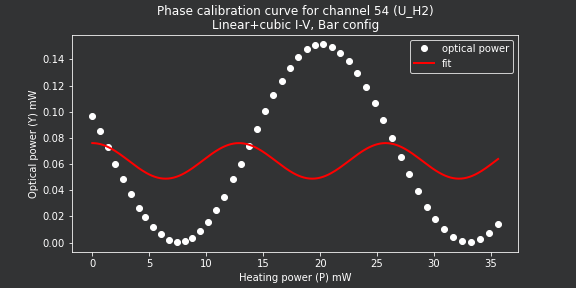 Phase calibration curve for channel 54 (U_H2)
Linear+cubic I-V, Bar config
optical power
fit
Optical power (Y) mW
0.14
0.12
0.10
0.08
0.06
0.04
0.02
0.00
0 5 10 15 20 25 30 35
Heating power (P) mW